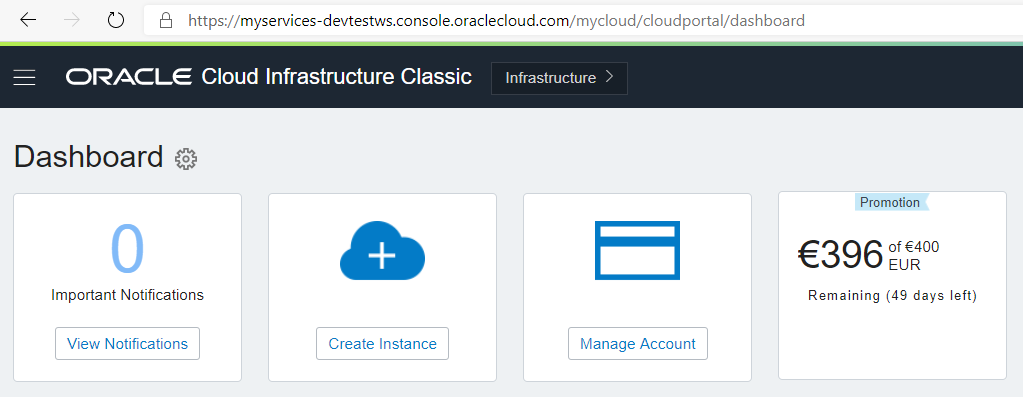 https://myservices-devtestws.console.oraclecloud.com/mycloud/cloudportal/dashboard
ORACLE Cloud Infrastructure Classic
Infrastructure
Dashboard
0
Important Notifications
View Notifications
Create Instance
Manage Account
Promotion
€396 of €400
EUR
Remaining (49 days left)